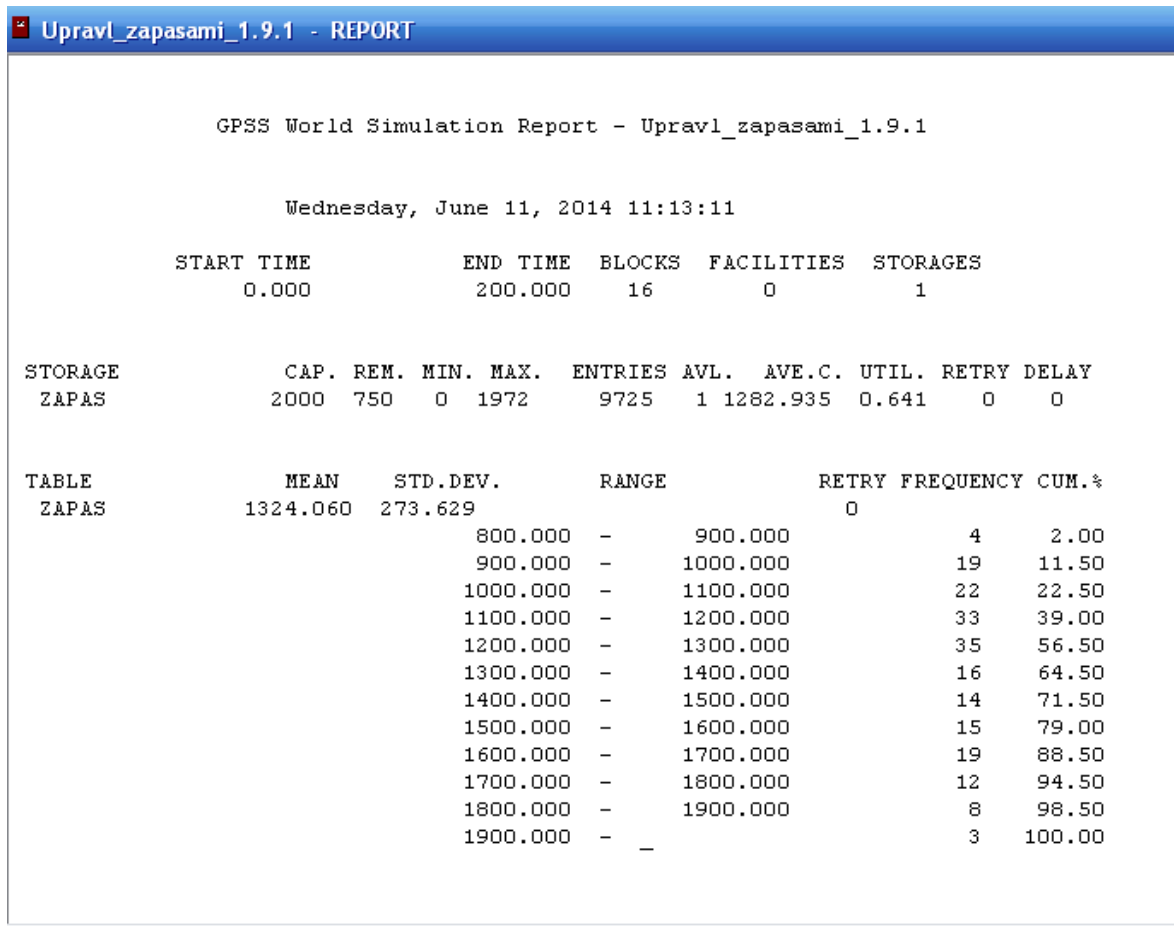 Upravl_zapasami_1.9.1 - REPORT
GPSS World Simulation Report - Upravl_zapasami_1.9.1
Wednesday, June 11, 2014 11:13:11
START TIME END TIME BLOCKS FACILITIES STORAGES
0.000 200.000 16 0 1
STORAGE CAP. REM. MIN. MAX. ENTRIES AVL. AVE.C. UTIL. RETRY DELAY
ZAPAS 2000 750 0 1972 9725 1 1282.935 0.641 0 0
TABLE MEAN STD.DEV. RANGE RETRY FREQUENCY CUM.%
ZAPAS 1324.060 273.629 0
800.000 - 900.000 4 2.00
900.000 - 1000.000 19 11.50
1000.000 - 1100.000 22 22.50
1100.000 - 1200.000 33 39.00
1200.000 - 1300.000 35 56.50
1300.000 - 1400.000 16 64.50
1400.000 - 1500.000 14 71.50
1500.000 - 1600.000 15 79.00
1600.000 - 1700.000 19 88.50
1700.000 - 1800.000 12 94.50
1800.000 - 1900.000 8 98.50
1900.000 - _ 3 100.00